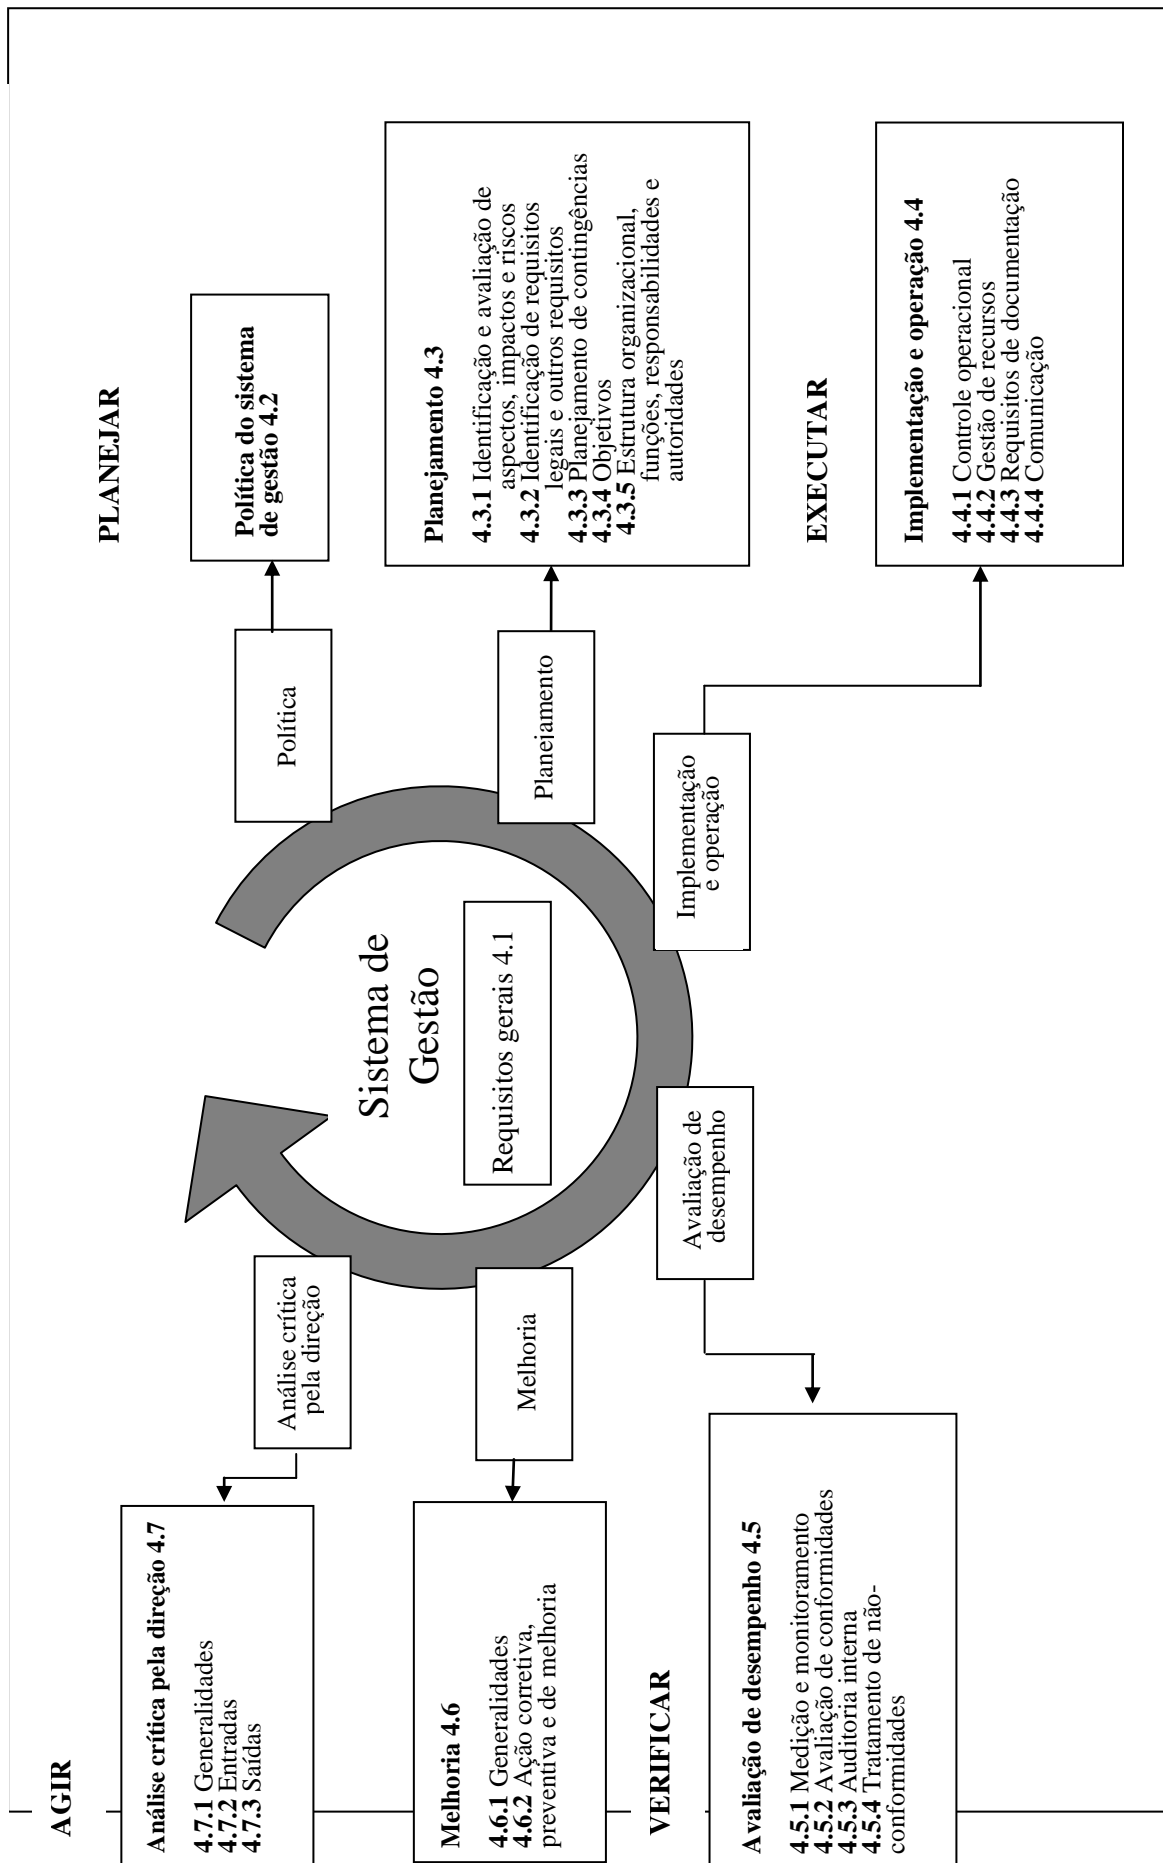 PLANEJAR
Política do sistema
de gestão 4.2
Política
Planejamento 4.3
4.3.1 Identificação e avaliação de
aspectos, impactos e riscos
4.3.2 Identificação de requisitos
legais e outros requisitos
4.3.3 Planejamento de contingências
4.3.4 Objetivos
4.3.5 Estrutura organizacional,
funções, responsabilidades e
autoridades
Planejamento
EXECUTAR
Implementação e operação 4.4
4.4.1 Controle operacional
4.4.2 Gestão de recursos
4.4.3 Requisitos de documentação
4.4.4 Comunicação
Implementação
e operação
Sistema de
Gestão
Requisitos gerais 4.1
Avaliação de
desempenho
VERIFICAR
Avaliação de desempenho 4.5
4.5.1 Medição e monitoramento
4.5.2 Avaliação de conformidades
4.5.3 Auditoria interna
4.5.4 Tratamento de não-
conformidades
Melhoria
Melhoria 4.6
4.6.1 Generalidades
4.6.2 Ação corretiva,
preventiva e de melhoria
AGIR
Análise crítica
pela direção
Análise crítica pela direção 4.7
4.7.1 Generalidades
4.7.2 Entradas
4.7.3 Saídas